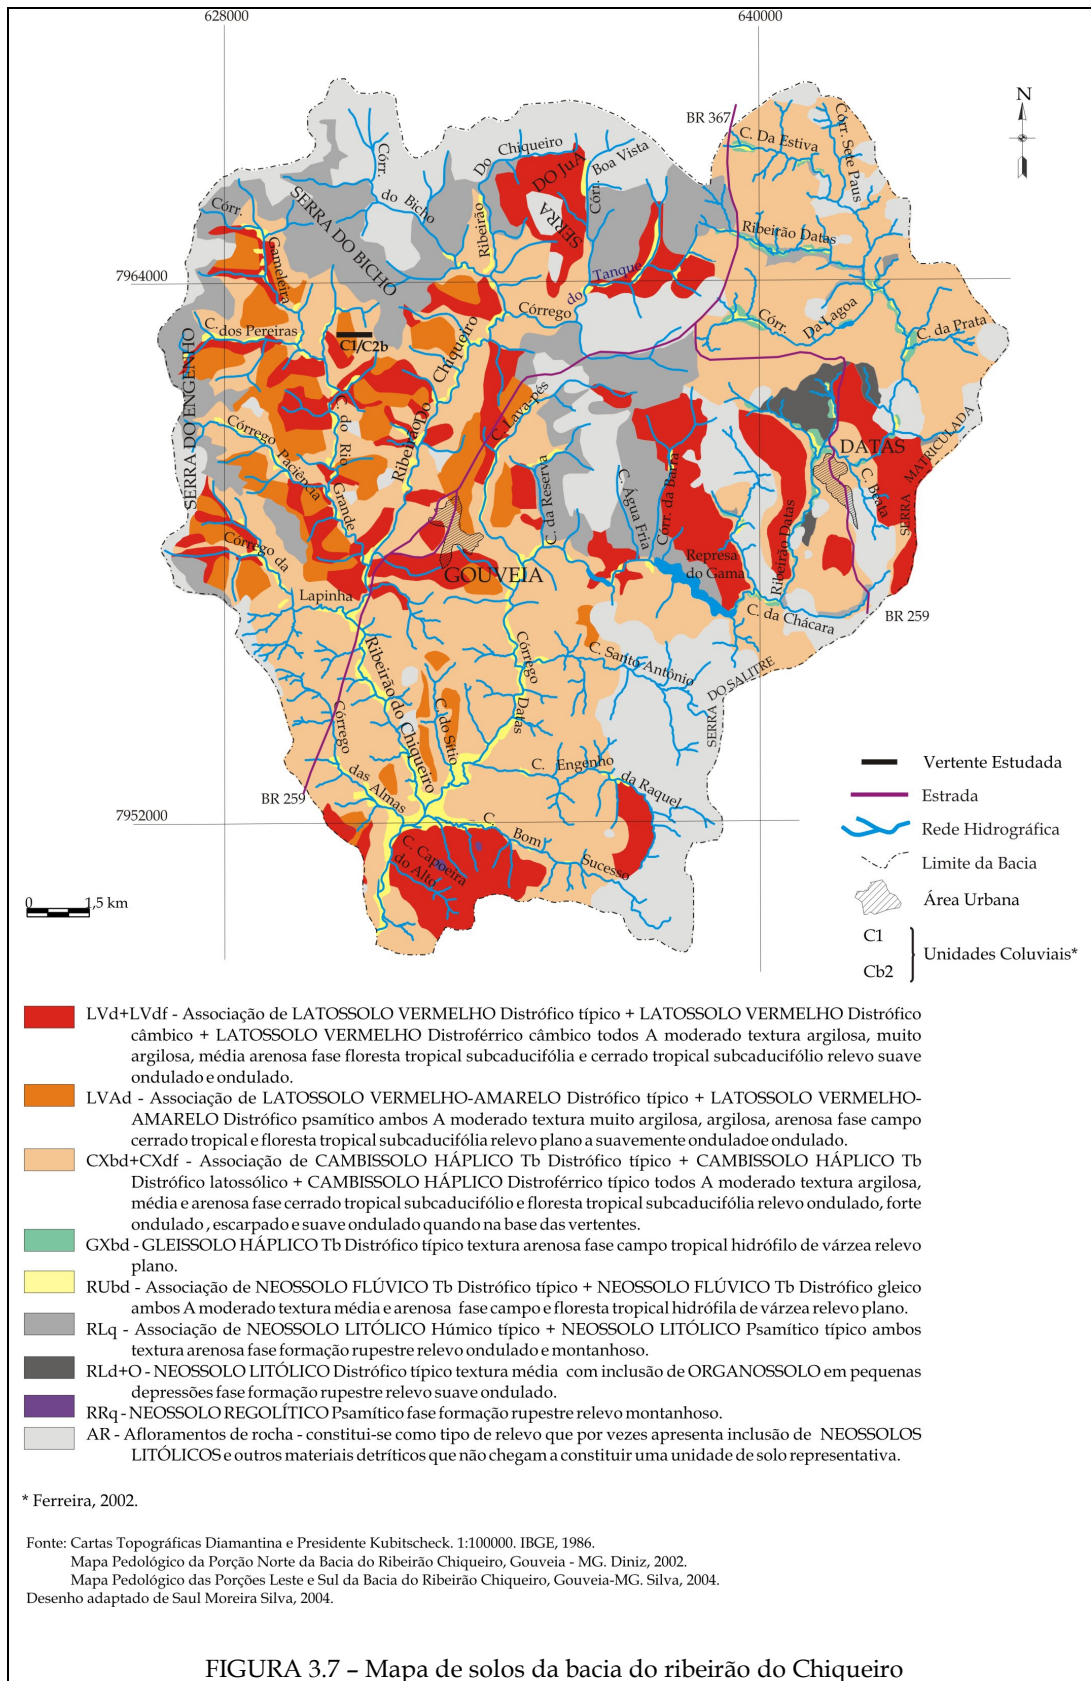 628000
640000
N
BR 367
C. Da Estiva
Córr. Sete Paus
Do Chiqueiro
Boa Vista
DO JuÁ
SERRA
Córr.
Córr.
do Bicho
SERRA DO BICHO
Córr.
Gameleira
Ribeirão
Ribeirão Datas
7964000
Tanque
do
Córrego
Córr. Da Lagoa
C. da Prata
C. dos Pereiras
C1/C2b
Chiqueiro
Ribeirão Do
SERRA DO ENGENHO
C. Lava-pés
C. do Rio
Grande
Córrego
Paciência
C. da Reserva
C. Água Fria
Córr. da Barra
DATAS
SERRA MATRICULADA
C. Beata
Ribeirão Datas
Represa
do Gama
Córrego da
Lapinha
GOUVEIA
C. da Chácara
BR 259
Ribeirão do Chiqueiro
Córrego
Datas
C. Santo Antônio
SERRA DO SALITRE
C. do Sítio
Córrego
das Almas
C. Engenho
da Raquel
BR 259
7952000
C. Bom
Sucesso
C. Capoeira
do Alto
0 1,5 km
Vertente Estudada
Estrada
Rede Hidrográfica
Limite da Bacia
Área Urbana
C1
Cb2
Unidades Coluviais*
LVd+LVdf - Associação de LATOSSOLO VERMELHO Distrófico típico + LATOSSOLO VERMELHO Distrófico
câmbico + LATOSSOLO VERMELHO Distroférrico câmbico todos A moderado textura argilosa, muito
argilosa, média arenosa fase floresta tropical subcaducifólia e cerrado tropical subcaducifólio relevo suave
ondulado e ondulado.
LVAd - Associação de LATOSSOLO VERMELHO-AMARELO Distrófico típico + LATOSSOLO VERMELHO-
AMARELO Distrófico psamítico ambos A moderado textura muito argilosa, argilosa, arenosa fase campo
cerrado tropical e floresta tropical subcaducifólia relevo plano a suavemente onduladoe ondulado.
CXbd+CXdf - Associação de CAMBISSOLO HÁPLICO Tb Distrófico típico + CAMBISSOLO HÁPLICO Tb
Distrófico latossólico + CAMBISSOLO HÁPLICO Distroférrico típico todos A moderado textura argilosa,
média e arenosa fase cerrado tropical subcaducifólio e floresta tropical subcaducifólia relevo ondulado, forte
ondulado , escarpado e suave ondulado quando na base das vertentes.
GXbd - GLEISSOLO HÁPLICO Tb Distrófico típico textura arenosa fase campo tropical hidrófilo de várzea relevo
plano.
RUbd - Associação de NEOSSOLO FLÚVICO Tb Distrófico típico + NEOSSOLO FLÚVICO Tb Distrófico gleico
ambos A moderado textura média e arenosa fase campo e floresta tropical hidrófila de várzea relevo plano.
RLq - Associação de NEOSSOLO LITÓLICO Húmico típico + NEOSSOLO LITÓLICO Psamítico típico ambos
textura arenosa fase formação rupestre relevo ondulado e montanhoso.
RLd+O - NEOSSOLO LITÓLICO Distrófico típico textura média com inclusão de ORGANOSSOLO em pequenas
depressões fase formação rupestre relevo suave ondulado.
RRq - NEOSSOLO REGOLÍTICO Psamítico fase formação rupestre relevo montanhoso.
AR - Afloramentos de rocha - constitui-se como tipo de relevo que por vezes apresenta inclusão de NEOSSOLOS
LITÓLICOS e outros materiais detríticos que não chegam a constituir uma unidade de solo representativa.
* Ferreira, 2002.
Fonte: Cartas Topográficas Diamantina e Presidente Kubitscheck. 1:100000. IBGE, 1986.
Mapa Pedológico da Porção Norte da Bacia do Ribeirão Chiqueiro, Gouveia - MG. Diniz, 2002.
Mapa Pedológico das Porções Leste e Sul da Bacia do Ribeirão Chiqueiro, Gouveia-MG. Silva, 2004.
Desenho adaptado de Saul Moreira Silva, 2004.
FIGURA 3.7 – Mapa de solos da bacia do ribeirão do Chiqueiro